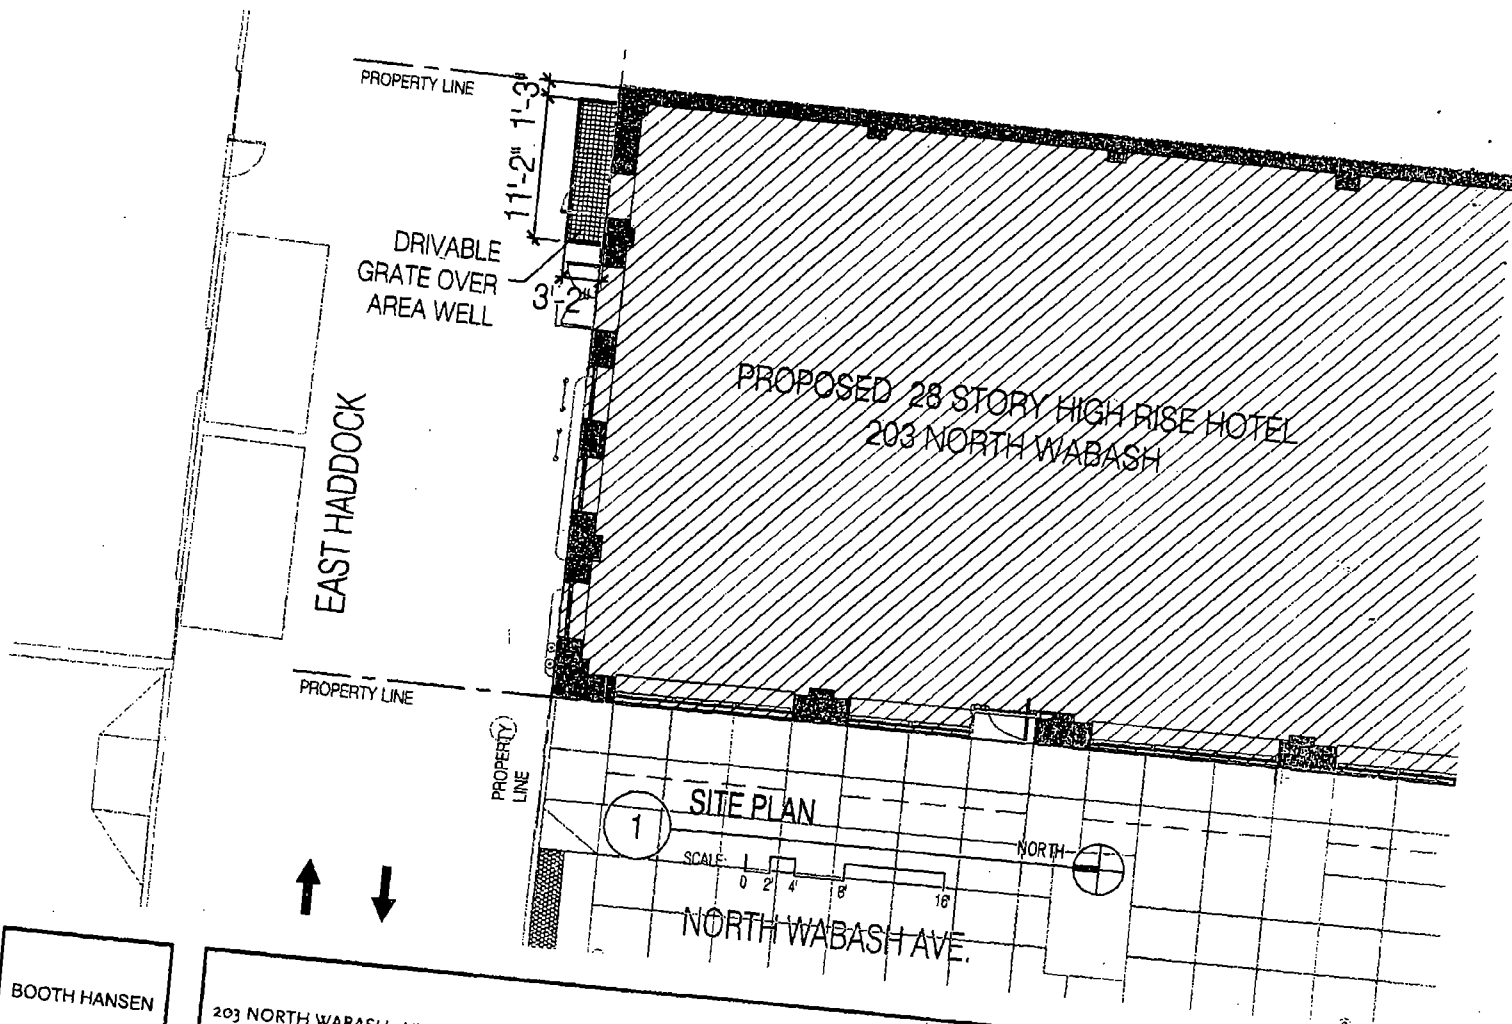 PROPERTY LINE
1'-3"
11'-2"
DRIVABLE
GRATE OVER
AREA WELL
3'-2"
PROPOSED 28 STORY HIGH RISE HOTEL
203 NORTH WABASH
EAST HADDOCK
PROPERTY LINE
PROPERTY
LINE
1
SITE PLAN
SCALE:
0 2' 4' 8' 16'
NORTH
NORTH WABASH AVE.
BOOTH HANSEN
203 NORTH WABASH